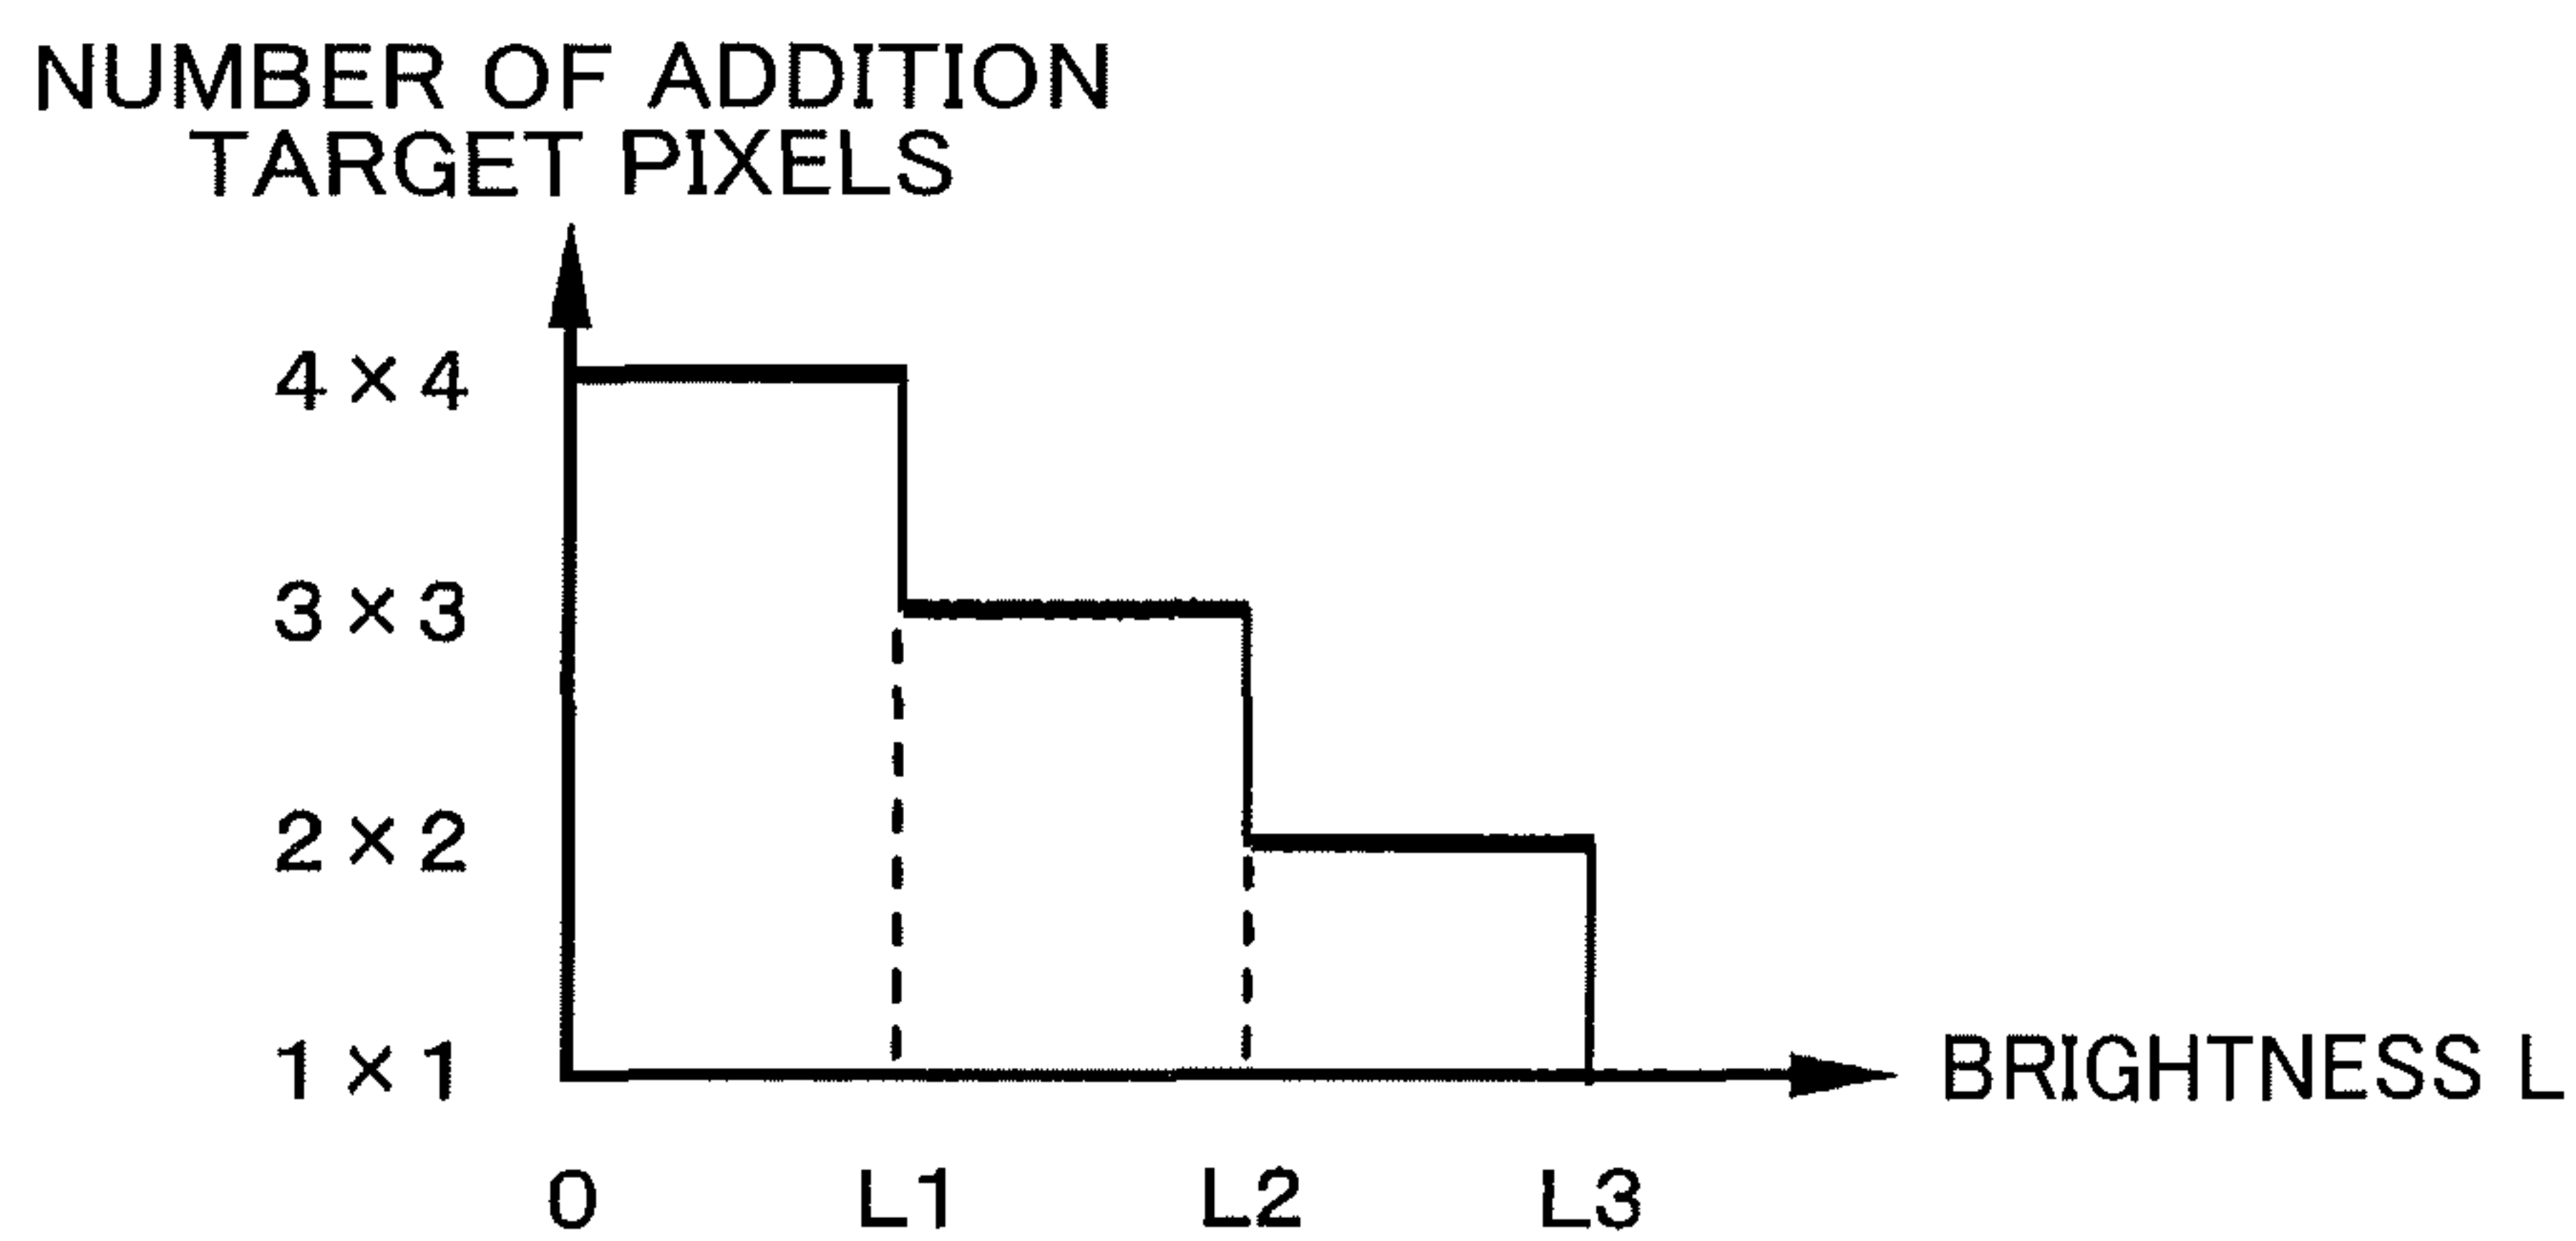 NUMBER OF ADDITION
TARGET PIXELS
4×4
3×3
2×2
1×1
BRIGHTNESS L
0 L1 L2 L3